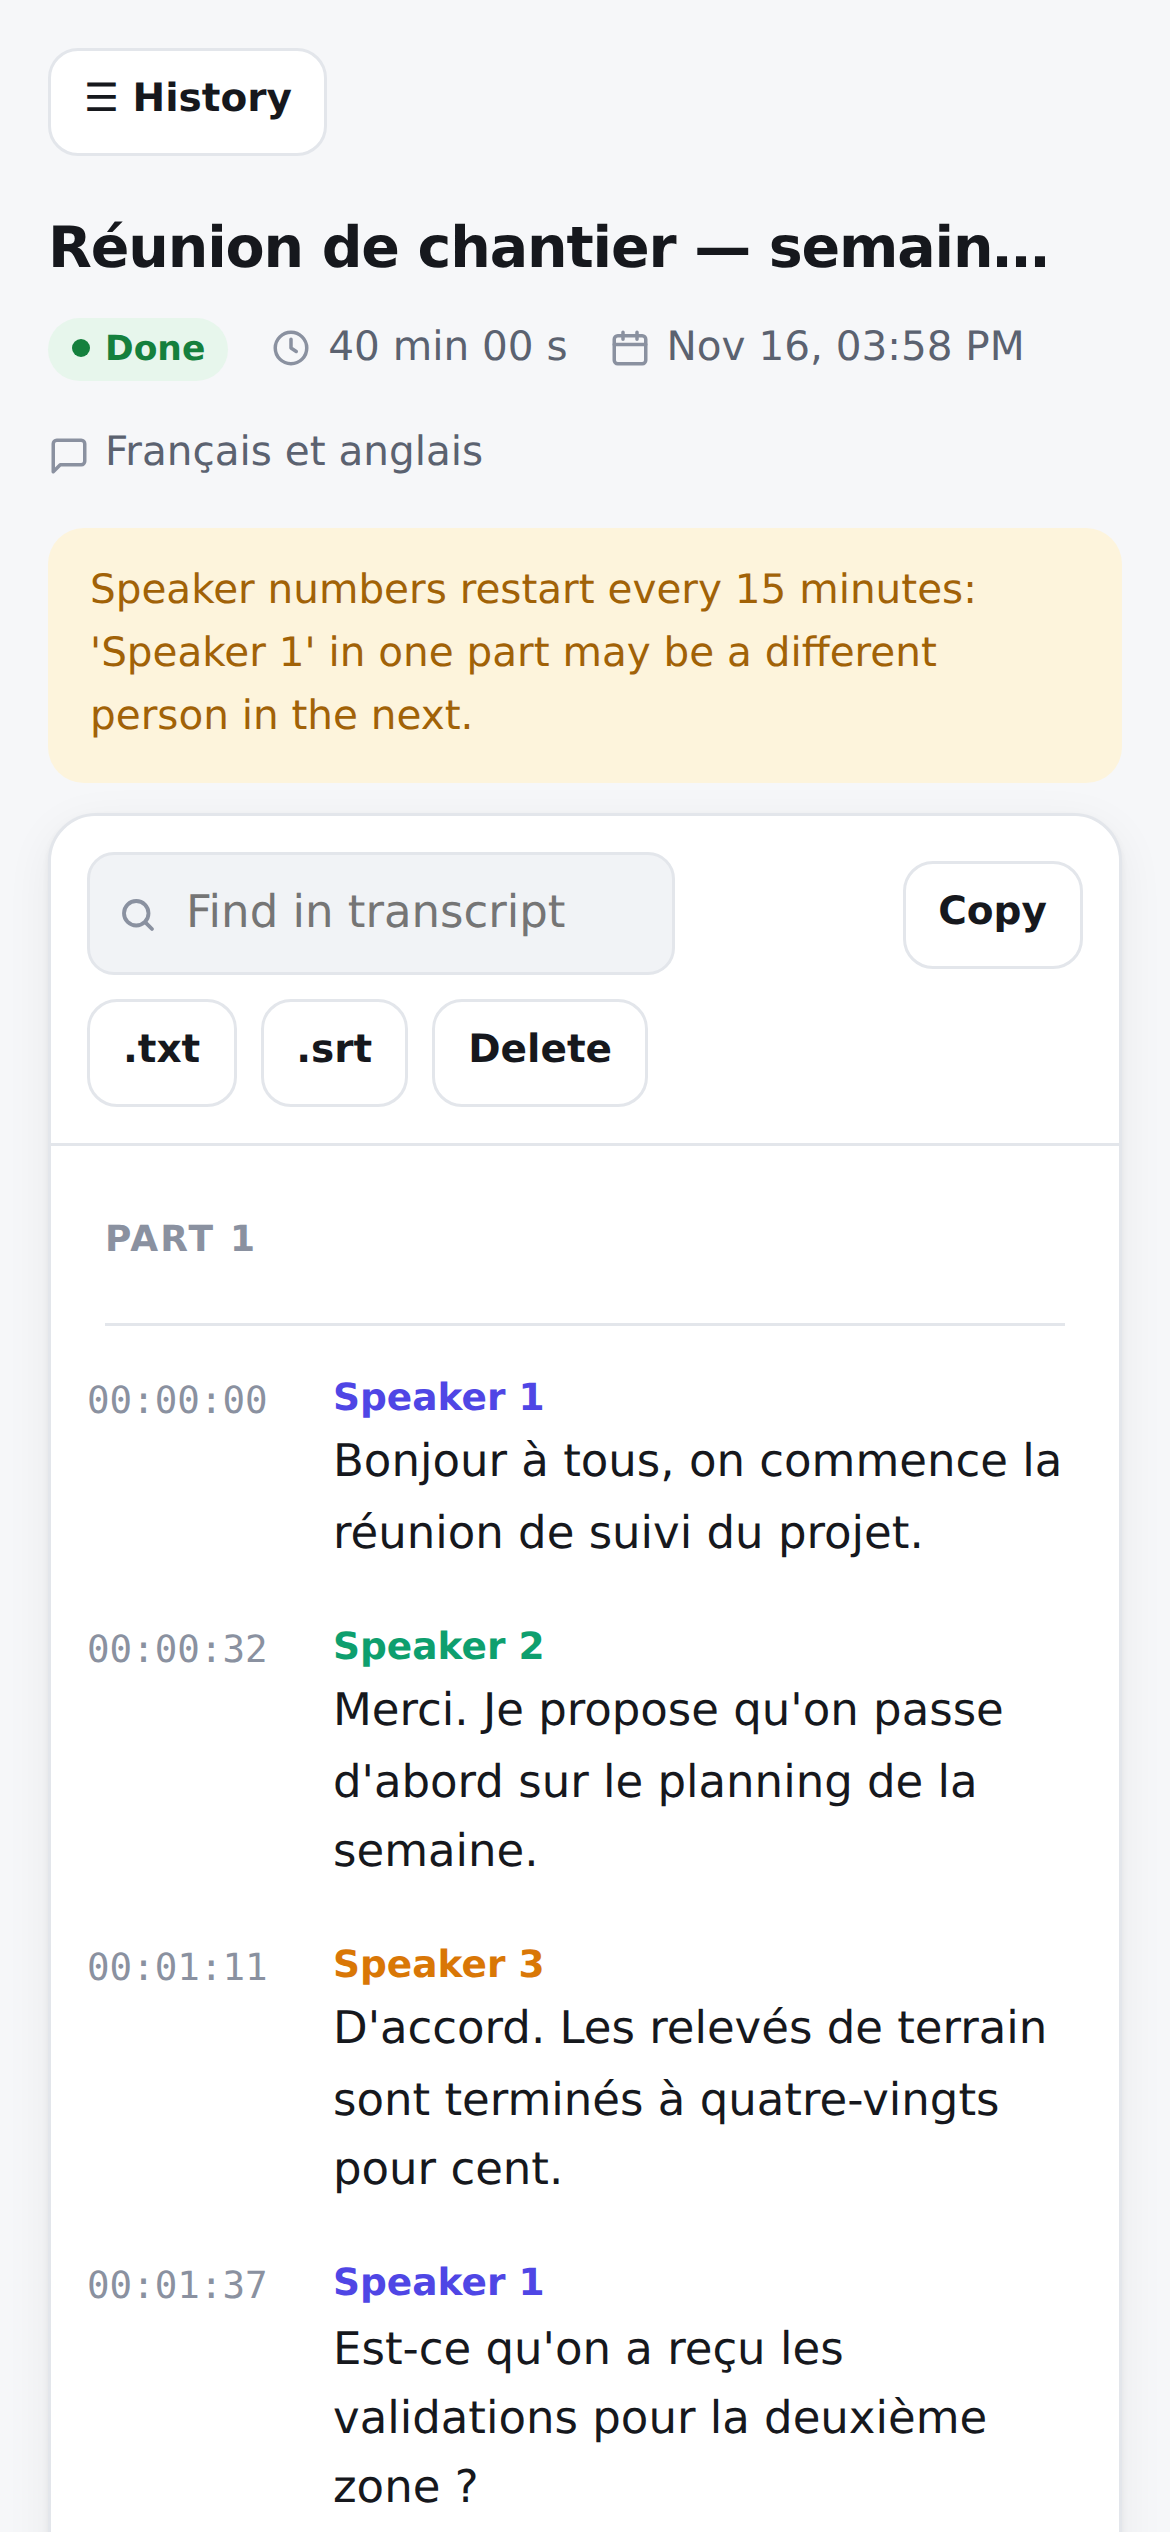 ☰ History
Réunion de chantier — semain…
Done 40 min 00 s Nov 16, 03:58 PM
Français et anglais
Speaker numbers restart every 15 minutes:
'Speaker 1' in one part may be a different
person in the next.
Find in transcript Copy
.txt .srt Delete
PART 1
00:00:00 Speaker 1
Bonjour à tous, on commence la
réunion de suivi du projet.
00:00:32 Speaker 2
Merci. Je propose qu'on passe
d'abord sur le planning de la
semaine.
00:01:11 Speaker 3
D'accord. Les relevés de terrain
sont terminés à quatre-vingts
pour cent.
00:01:37 Speaker 1
Est-ce qu'on a reçu les
validations pour la deuxième
zone ?